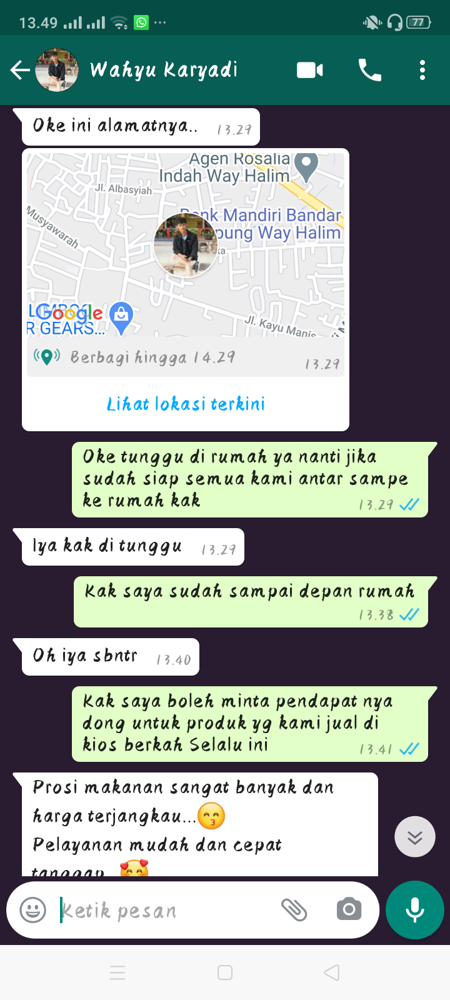 13.49
77
Wahyu Karyadi
Oke ini alamatnya..
13.29
Agen Rosalia
Indah Way Halim
Jl. Albasyiah
Musyawarah
Bank Mandiri Bandar
pung Way Halim
ka
Google
R GEARS...
Jl. Kayu Manis
Berbagi hingga 14.29
13.29
Lihat lokasi terkini
Oke tunggu di rumah ya nanti jika
sudah siap semua kami antar sampe
ke rumah kak
13.29
Iya kak di tunggu
13.29
Kak saya sudah sampai depan rumah
13.38
Oh iya sbntr
13.40
Kak saya boleh minta pendapat nya
dong untuk produk yg kami jual di
kios berkah Selalu ini
13.41
Prosi makanan sangat banyak dan
harga terjangkau...😙
Pelayanan mudah dan cepat
tanggap...🥰
Ketik pesan